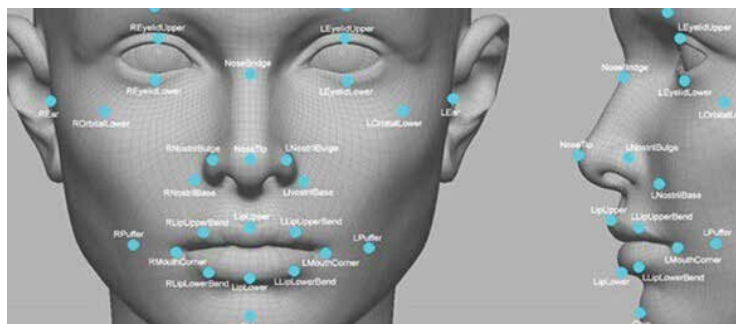 REyelidUpper
LEyelidUpper
LEyelidUpper
NoseBridge
NoseBridge
REyelidLower
LEyelidLower
LEyelidLower
REar
ROrbitalLower
LOrbitalLower
LEar
NoseTip
RNostrilBulge
NoseTip
LNostrilBulge
LNostrilBulge
RNostrilBase
LNostrilBase
LNostrilBase
LipUpper
LipUpper
RLipUpperBend
LLipUpperBend
LLipUpperBend
RPuffer
LPuffer
LPuffer
RMouthCorner
LMouthCorner
LMouthCorner
RLipLowerBend
LipLower
LLipLowerBend
LipLower
LLipLowerBend